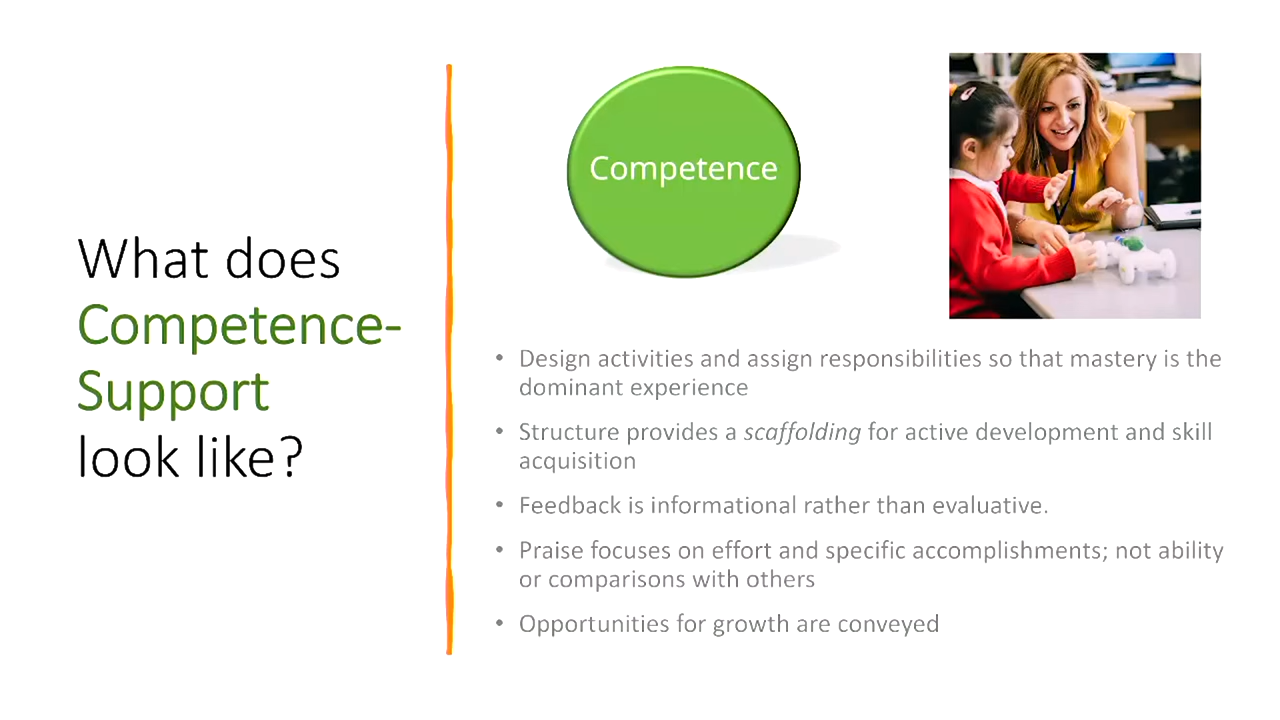 What does
Competence-
Support
look like?
Competence
• Design activities and assign responsibilities so that mastery is the
dominant experience
• Structure provides a scaffolding for active development and skill
acquisition
• Feedback is informational rather than evaluative.
• Praise focuses on effort and specific accomplishments; not ability
or comparisons with others
• Opportunities for growth are conveyed